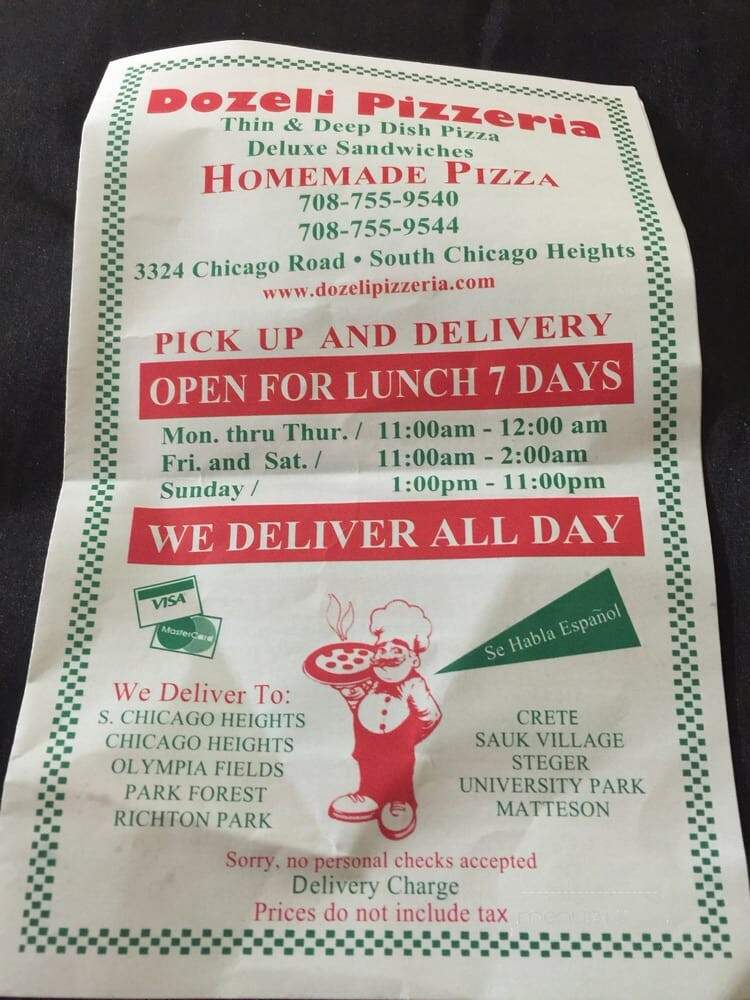 Dozeli Pizzeria
Thin & Deep Dish Pizza
Deluxe Sandwiches
HOMEMADE PIZZA
708-755-9540
708-755-9544
3324 Chicago Road • South Chicago Heights
www.dozelipizzeria.com
PICK UP AND DELIVERY
OPEN FOR LUNCH 7 DAYS
Mon. thru Thur. / 11:00am - 12:00 am
Fri. and Sat. / 11:00am - 2:00am
Sunday / 1:00pm - 11:00pm
WE DELIVER ALL DAY
VISA
MasterCard
Se Habla Español
We Deliver To:
S. CHICAGO HEIGHTS
CHICAGO HEIGHTS
OLYMPIA FIELDS
PARK FOREST
RICHTON PARK
CRETE
SAUK VILLAGE
STEGER
UNIVERSITY PARK
MATTESON
Sorry, no personal checks accepted
Delivery Charge
Prices do not include tax